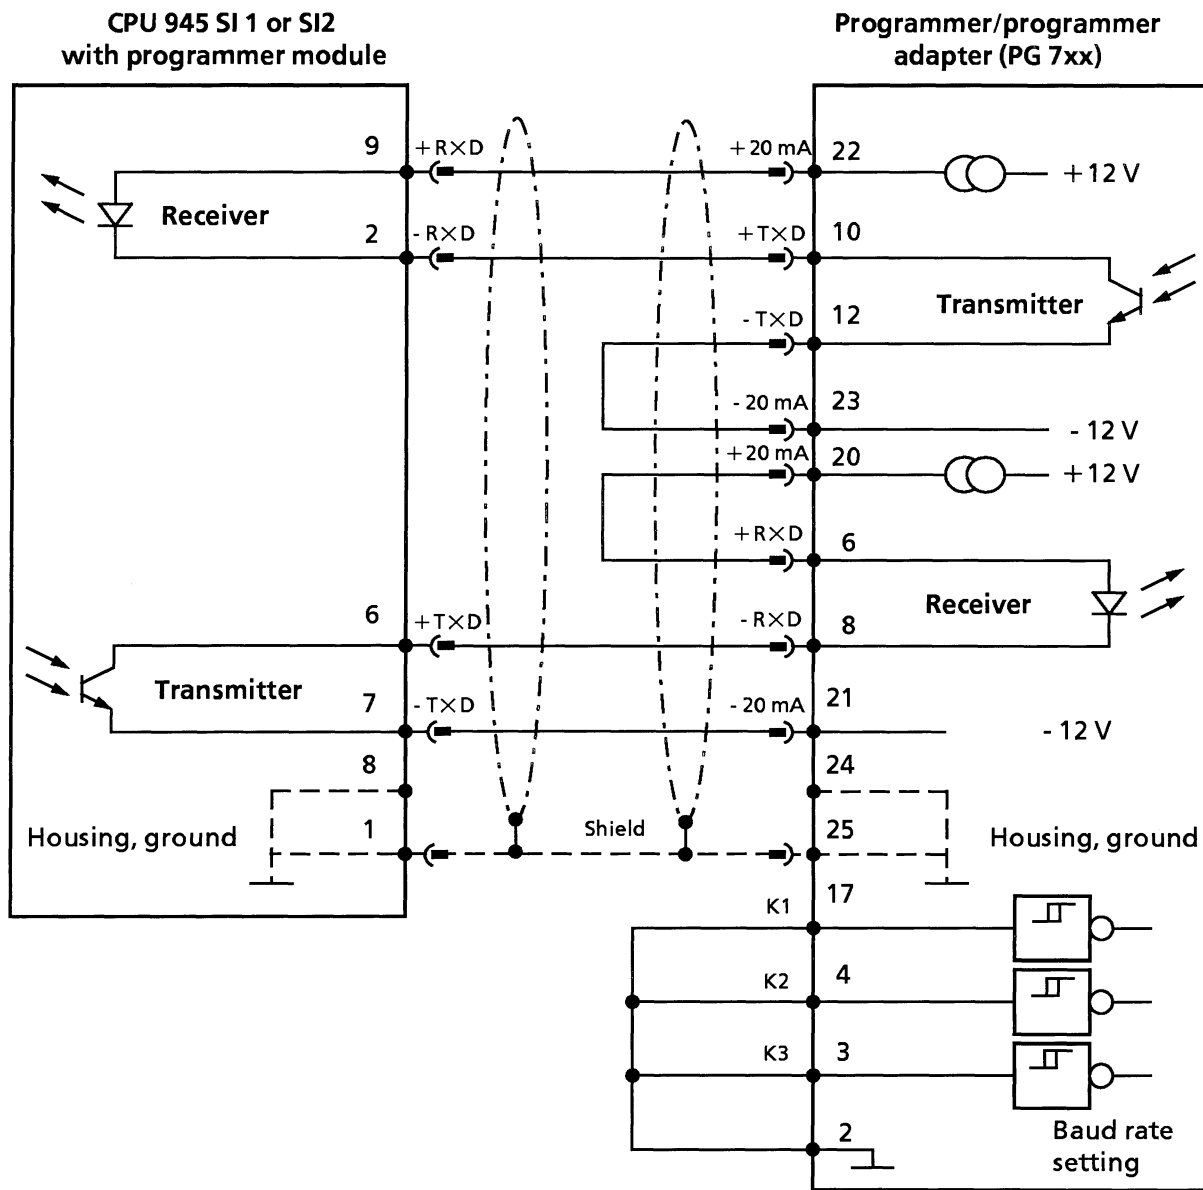 CPU 945 SI 1 or SI2
with programmer module
Programmer/programmer
adapter (PG 7xx)
9
+R×D
+20 mA
22
+12 V
Receiver
2
-R×D
+T×D
10
Transmitter
-T×D
12
-20 mA
23
-12 V
+20 mA
20
+12 V
+R×D
6
Receiver
6
+T×D
-R×D
8
Transmitter
7
-T×D
-20 mA
21
-12 V
8
24
Housing, ground
1
Shield
25
Housing, ground
17
K1
K2
4
K3
3
2
Baud rate
setting